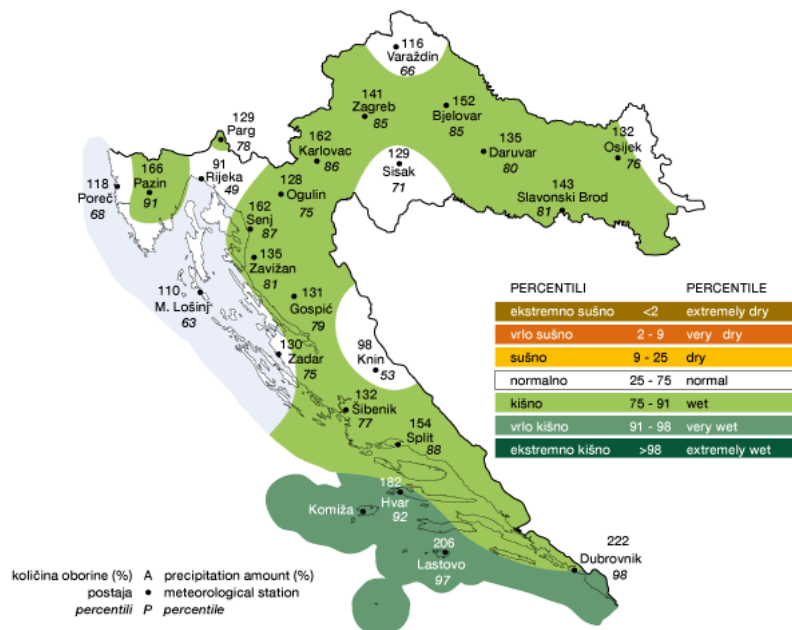 116
Varaždin
66
141
Zagreb
85
152
Bjelovar
85
129
Parg
78
162
Karlovac
86
135
Daruvar
80
132
Osijek
76
166
Pazin
91
91
Rijeka
49
129
Sisak
71
118
Poreč
68
128
Ogulin
75
143
Slavonski Brod
81
162
Senj
87
135
Zavižan
81
110
M. Lošinj
63
131
Gospić
79
130
Zadar
75
98
Knin
53
132
Šibenik
77
154
Split
88
182
Hvar
92
Komiža
206
Lastovo
97
222
Dubrovnik
98
PERCENTILI PERCENTILE
ekstremno sušno <2 extremely dry
vrlo sušno 2 - 9 very dry
sušno 9 - 25 dry
normalno 25 - 75 normal
kišno 75 - 91 wet
vrlo kišno 91 - 98 very wet
ekstremno kišno >98 extremely wet
količina oborine (%) A precipitation amount (%)
postaja • meteorological station
percentili P percentile